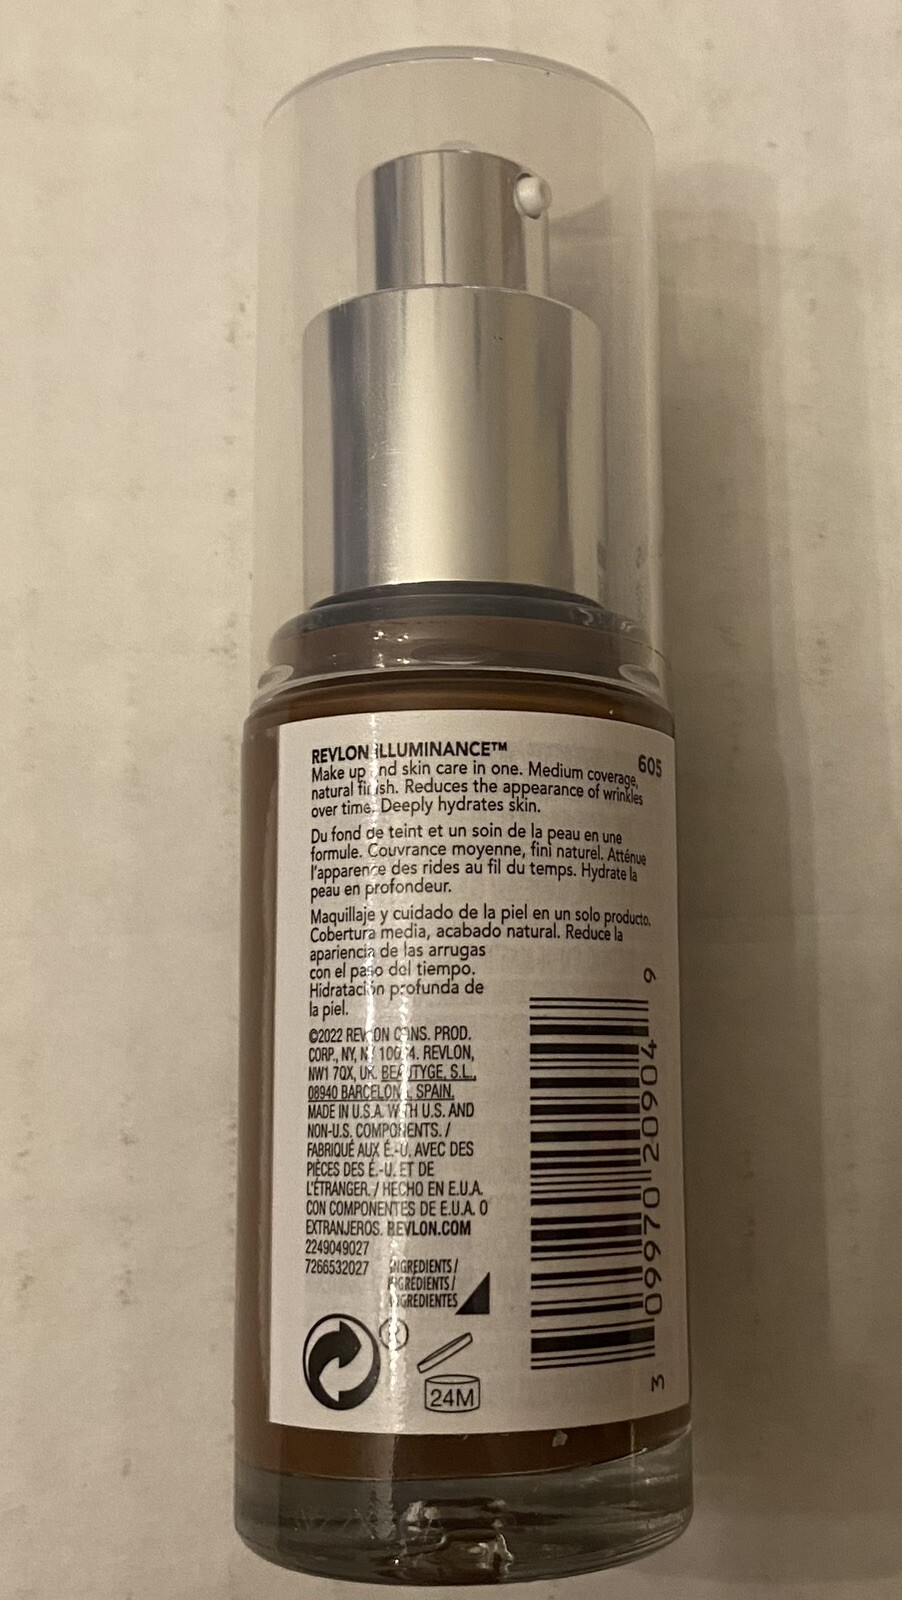 REVLON ILLUMINANCE™
605
Make up and skin care in one. Medium coverage,
natural finish. Reduces the appearance of wrinkles
over time. Deeply hydrates skin.
Du fond de teint et un soin de la peau en une
formule. Couvrance moyenne, fini naturel. Atténue
l'apparence des rides au fil du temps. Hydrate la
peau en profondeur.
Maquillaje y cuidado de la piel en un solo producto.
Cobertura media, acabado natural. Reduce la
apariencia de las arrugas
con el paso del tiempo.
Hidratación profunda de
la piel.
©2022 REVLON CONS. PROD.
CORP., NY, NY 10004. REVLON,
NW1 7QX, UK. BEAUTYGE, S.L.,
08940 BARCELONA, SPAIN.
MADE IN U.S.A. WITH U.S. AND
NON-U.S. COMPONENTS. /
FABRIQUÉ AUX É.-U. AVEC DES
PIÈCES DES É.-U. ET DE
L'ÉTRANGER. / HECHO EN E.U.A.
CON COMPONENTES DE E.U.A. O
EXTRANJEROS. REVLON.COM
2249049027
7266532027
INGREDIENTS /
INGRÉDIENTS /
INGREDIENTES
24M
3 09970 20904 9